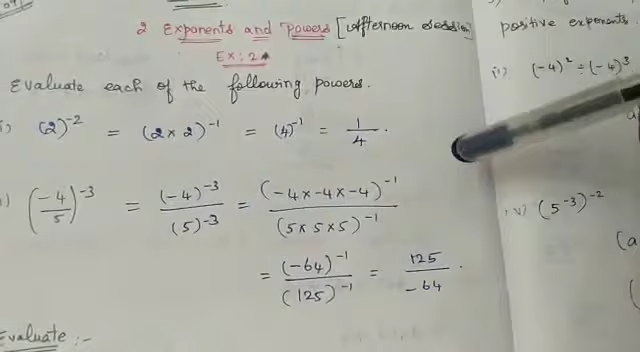 2 Exponents and Powers [Afternoon session]
Ex: 2.
Evaluate each of the following powers.
i) (2)⁻² = (2×2)⁻¹ = (4)⁻¹ = 1/4 .
) (-4/5)⁻³ = (-4)⁻³/(5)⁻³ = (-4×-4×-4)⁻¹/(5×5×5)⁻¹
= (-64)⁻¹/(125)⁻¹ = 125/-64 .
Evaluate :-
positive exponents.
(-4)² ÷ (-4)³
v) (5⁻³)⁻²
(a
(